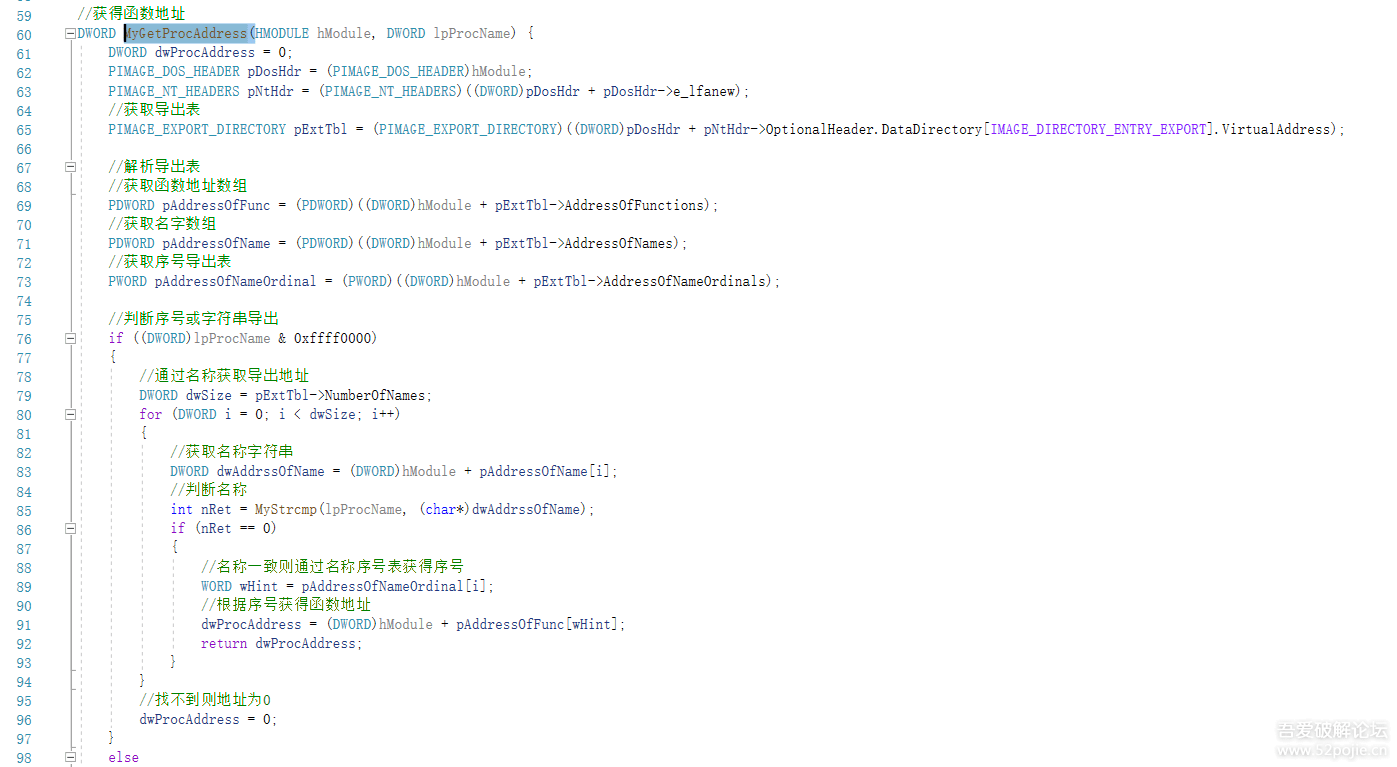 59 //获得函数地址
60 DWORD MyGetProcAddress(HMODULE hModule, DWORD lpProcName) {
61 DWORD dwProcAddress = 0;
62 PIMAGE_DOS_HEADER pDosHdr = (PIMAGE_DOS_HEADER)hModule;
63 PIMAGE_NT_HEADERS pNtHdr = (PIMAGE_NT_HEADERS)((DWORD)pDosHdr + pDosHdr->e_lfanew);
64 //获取导出表
65 PIMAGE_EXPORT_DIRECTORY pExtTbl = (PIMAGE_EXPORT_DIRECTORY)((DWORD)pDosHdr + pNtHdr->OptionalHeader.DataDirectory[IMAGE_DIRECTORY_ENTRY_EXPORT].VirtualAddress);
66
67 //解析导出表
68 //获取函数地址数组
69 PDWORD pAddressOfFunc = (PDWORD)((DWORD)hModule + pExtTbl->AddressOfFunctions);
70 //获取名字数组
71 PDWORD pAddressOfName = (PDWORD)((DWORD)hModule + pExtTbl->AddressOfNames);
72 //获取序号导出表
73 PWORD pAddressOfNameOrdinal = (PWORD)((DWORD)hModule + pExtTbl->AddressOfNameOrdinals);
74
75 //判断序号或字符串导出
76 if ((DWORD)lpProcName & 0xffff0000)
77 {
78 //通过名称获取导出地址
79 DWORD dwSize = pExtTbl->NumberOfNames;
80 for (DWORD i = 0; i < dwSize; i++)
81 {
82 //获取名称字符串
83 DWORD dwAddrssOfName = (DWORD)hModule + pAddressOfName[i];
84 //判断名称
85 int nRet = MyStrcmp(lpProcName, (char*)dwAddrssOfName);
86 if (nRet == 0)
87 {
88 //名称一致则通过名称序号表获得序号
89 WORD wHint = pAddressOfNameOrdinal[i];
90 //根据序号获得函数地址
91 dwProcAddress = (DWORD)hModule + pAddressOfFunc[wHint];
92 return dwProcAddress;
93 }
94 }
95 //找不到则地址为0
96 dwProcAddress = 0;
97 }
98 else
吾爱破解论坛
www.52pojie.cn